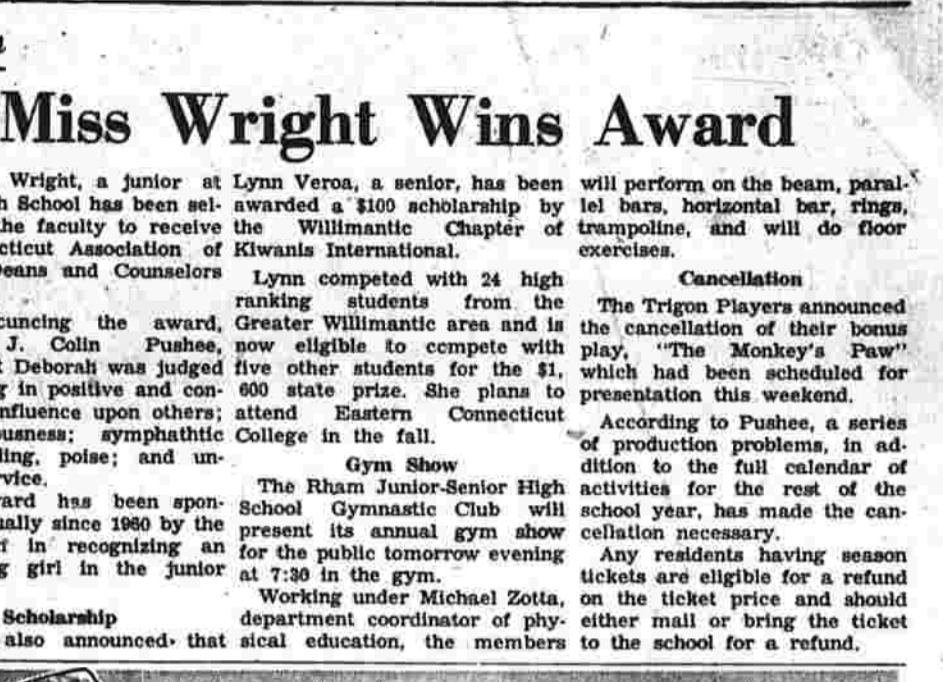 Miss Wright Wins Award
Wright, a junior at
School has been sel-
the faculty to receive
Association of
and Counselors
the award,
J. Colin Pushee,
Deborah was judged
in positive and con-
upon others;
symphathtic
poise; and un-
has been spon-
since 1960 by the
in recognizing an
girl in the junior
Scholarship
also announced that
Lynn Veroa, a senior, has been
awarded a $100 scholarship by
the Willimantic Chapter of
Kiwanis International.
Lynn competed with 24 high
ranking students from the
Greater Willimantic area and is
now eligible to compete with
five other students for the $1,
600 state prize. She plans to
attend Eastern Connecticut
College in the fall.
Gym Show
The Rham Junior-Senior High
School Gymnastic Club will
present its annual gym show
for the public tomorrow evening
at 7:30 in the gym.
Working under Michael Zotta,
department coordinator of phy-
sical education, the members
will perform on the beam, paral-
lel bars, horizontal bar, rings,
trampoline, and will do floor
exercises.
Cancellation
The Trigon Players announced
the cancellation of their bonus
play, "The Monkey's Paw"
which had been scheduled for
presentation this weekend.
According to Pushee, a series
of production problems, in ad-
dition to the full calendar of
activities for the rest of the
school year, has made the can-
cellation necessary.
Any residents having season
tickets are eligible for a refund
on the ticket price and should
either mail or bring the ticket
to the school for a refund.